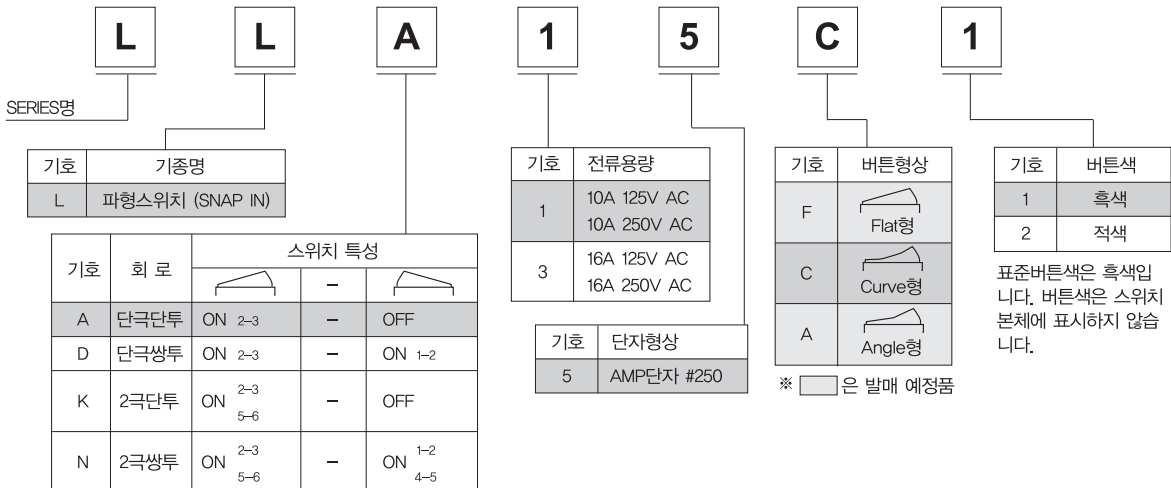 L L A 1 5 C 1
SERIES명
기호 기종명
L 파형스위치 (SNAP IN)
기호 회 로 스위치 특성
–
A 단극단투 ON 2–3 – OFF
D 단극쌍투 ON 2–3 – ON 1–2
K 2극단투 ON 2–3 5–6 – OFF
N 2극쌍투 ON 2–3 5–6 – ON 1–2 4–5
기호 전류용량
1 10A 125V AC
10A 250V AC
3 16A 125V AC
16A 250V AC
기호 단자형상
5 AMP단자 #250
기호 버튼형상
F Flat형
C Curve형
A Angle형
※ 은 발매 예정품
기호 버튼색
1 흑색
2 적색
표준버튼색은 흑색입
니다. 버튼색은 스위치
본체에 표시하지 않습
니다.